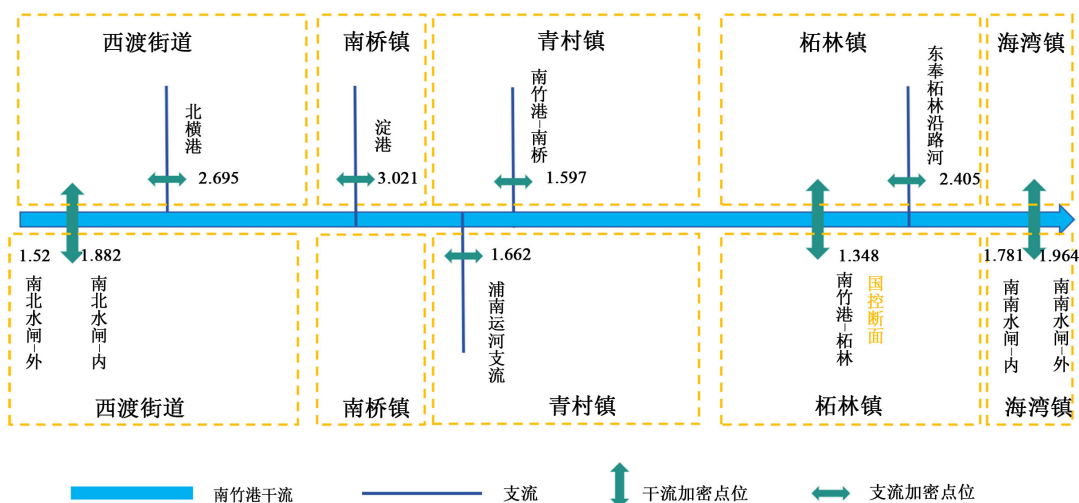 西渡街道
南桥镇
青村镇
柘林镇
海湾镇
北横港
2.695
淀港
3.021
南竹港-南桥
1.597
东奉柘林沿路河
2.405
1.52
南北水闸-外
1.882
南北水闸-内
1.662
浦南运河支流
1.348
南竹港-柘林
国控断面
1.781
南南水闸-内
1.964
南南水闸-外
西渡街道
南桥镇
青村镇
柘林镇
海湾镇
南竹港干流
支流
干流加密点位
支流加密点位